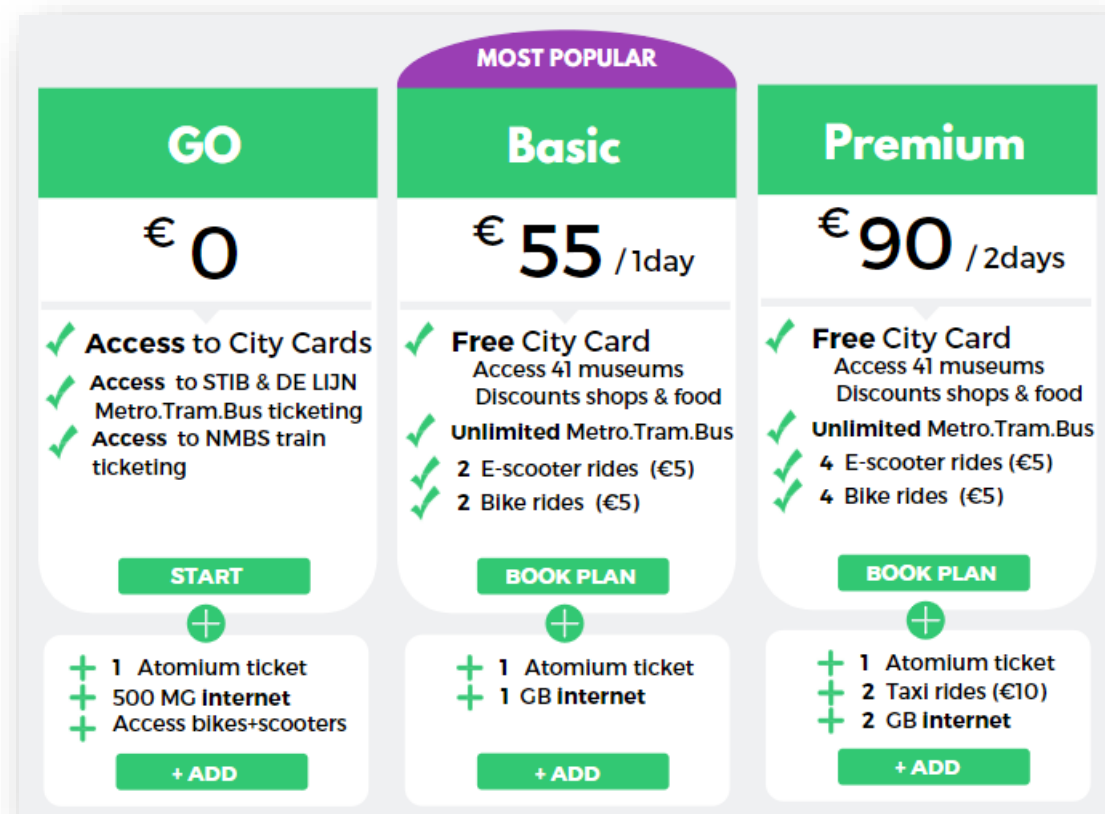 MOST POPULAR
GO
€ 0
Access to City Cards
Access to STIB & DE LIJN
Metro.Tram.Bus ticketing
Access to NMBS train
ticketing
START
1 Atomium ticket
500 MG internet
Access bikes+scooters
+ ADD
Basic
€ 55 / 1day
Free City Card
Access 41 museums
Discounts shops & food
Unlimited Metro.Tram.Bus
2 E-scooter rides (€5)
2 Bike rides (€5)
BOOK PLAN
1 Atomium ticket
1 GB internet
+ ADD
Premium
€ 90 / 2days
Free City Card
Access 41 museums
Discounts shops & food
Unlimited Metro.Tram.Bus
4 E-scooter rides (€5)
4 Bike rides (€5)
BOOK PLAN
1 Atomium ticket
2 Taxi rides (€10)
2 GB internet
+ ADD